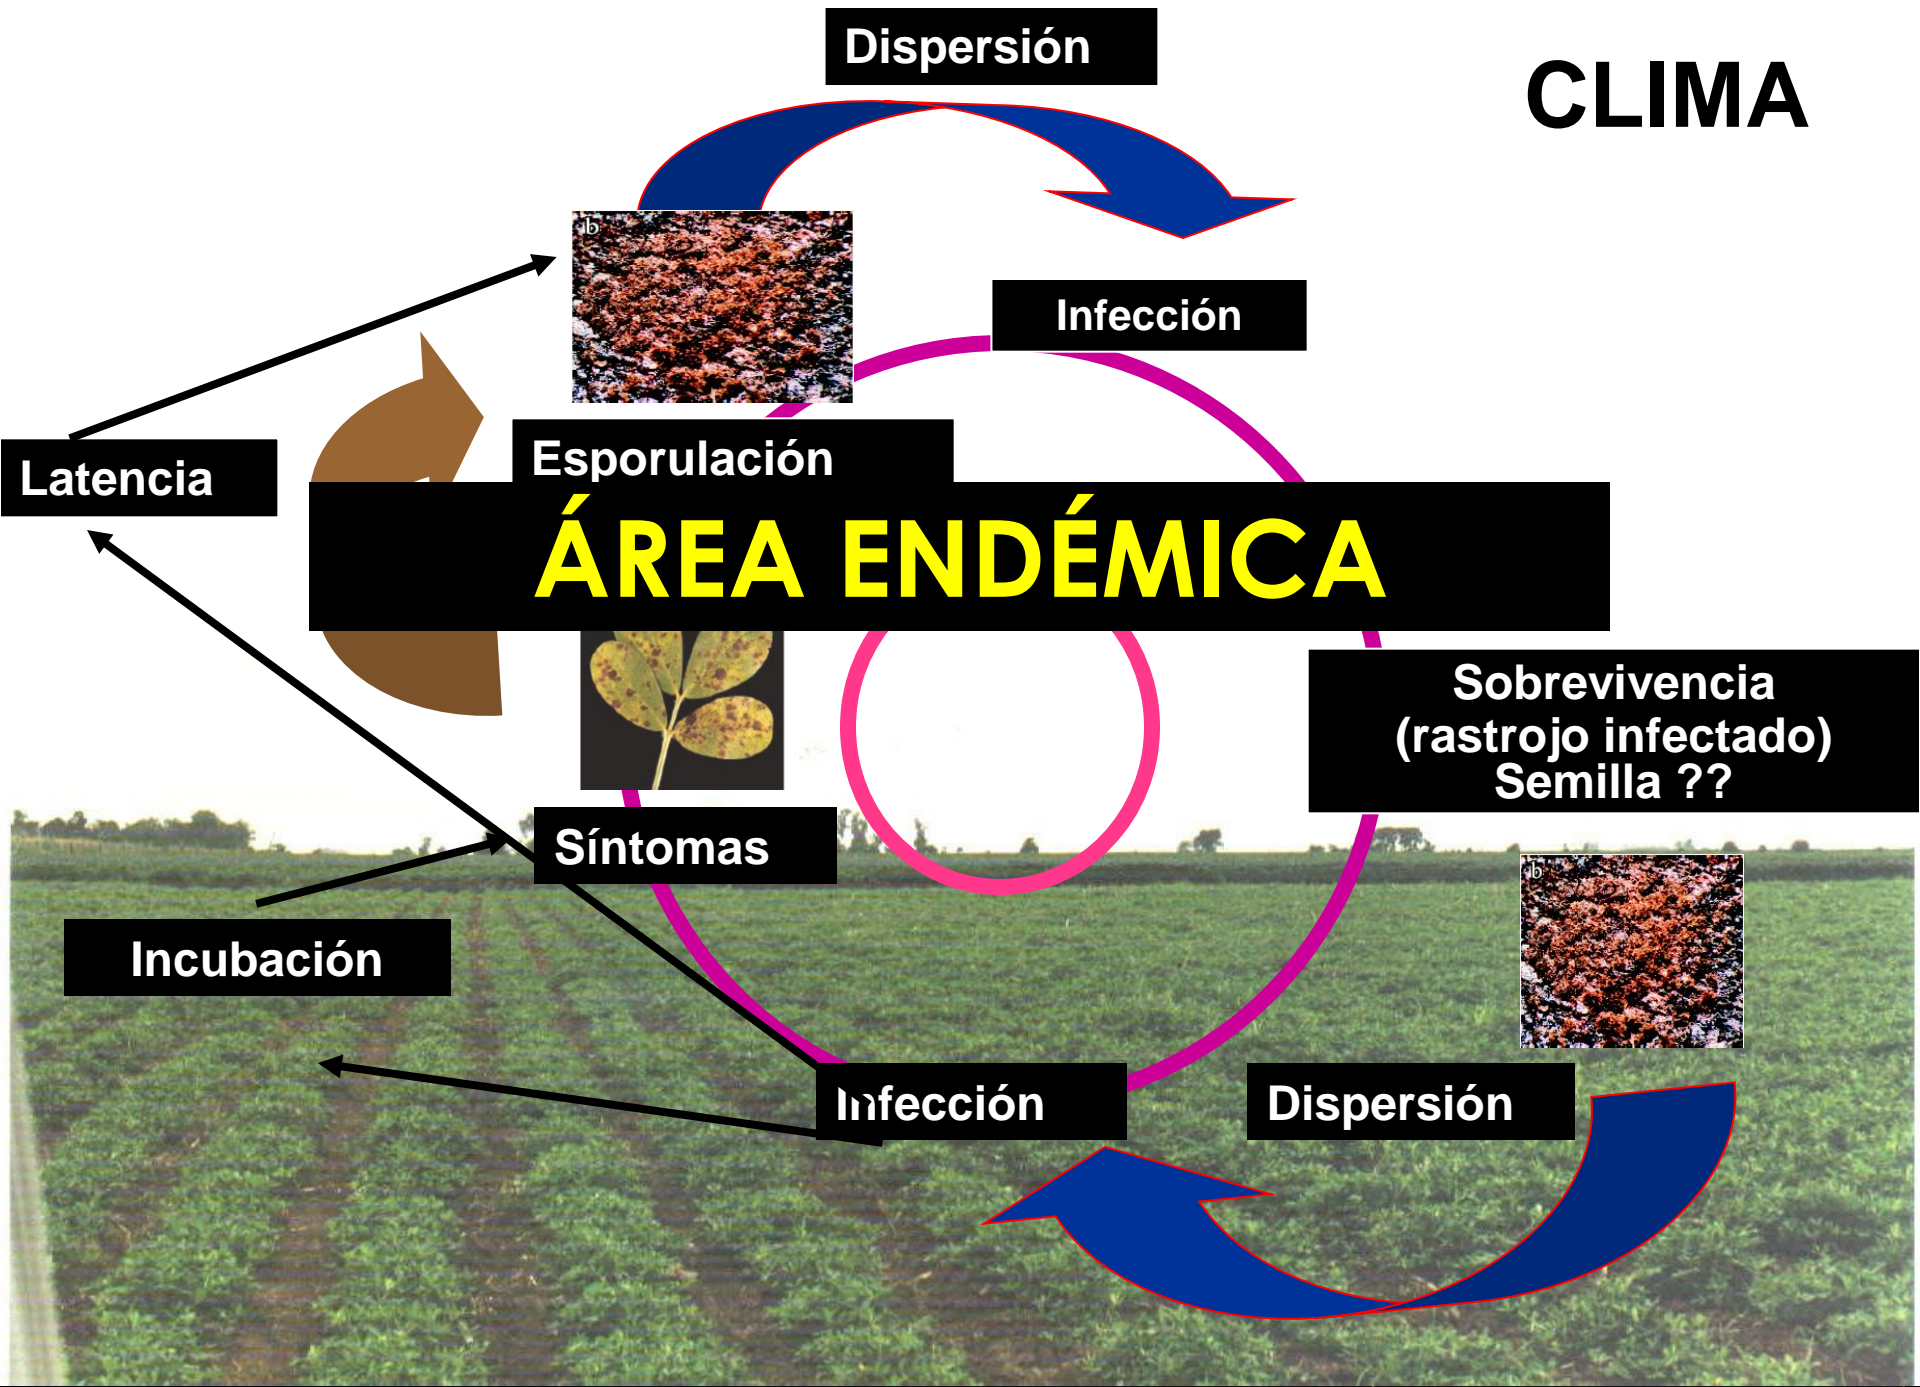 Dispersión
CLIMA
b
Infección
Esporulación
Latencia
ÁREA ENDÉMICA
Sobrevivencia
(rastrojo infectado)
Semilla ??
Síntomas
b
Incubación
Infección
Dispersión